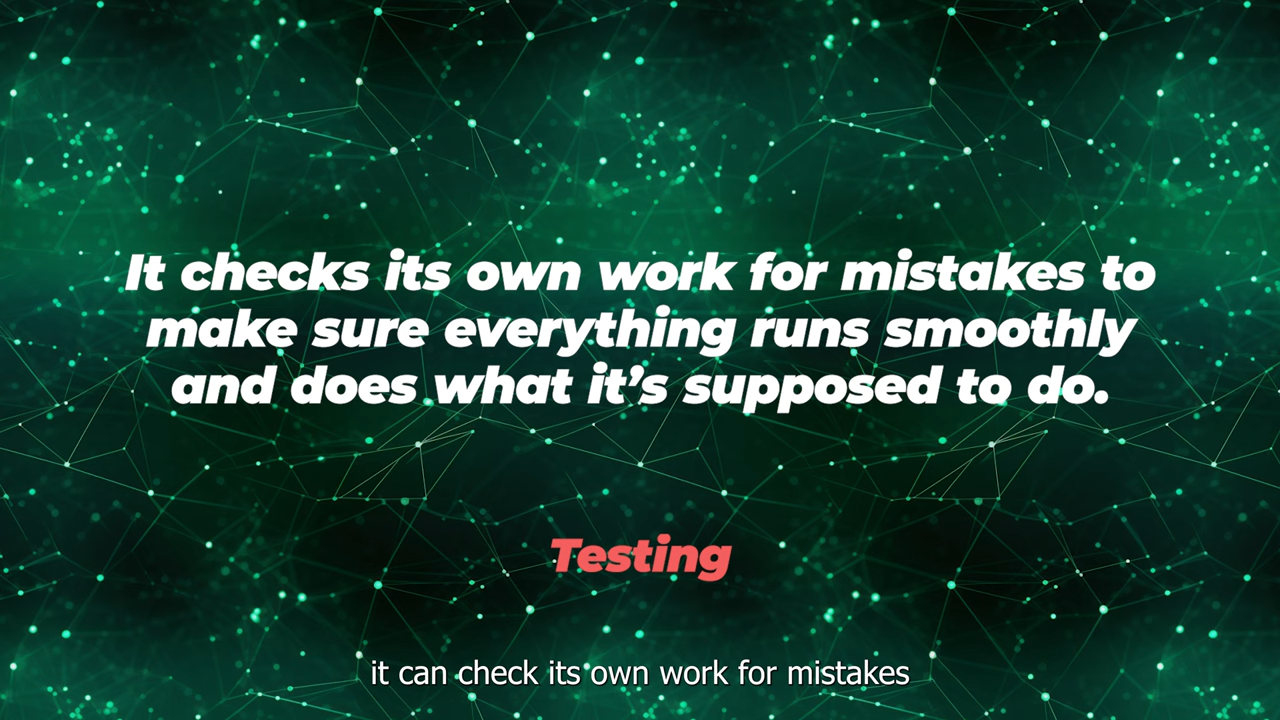 It checks its own work for mistakes to
make sure everything runs smoothly
and does what it’s supposed to do.
Testing
it can check its own work for mistakes